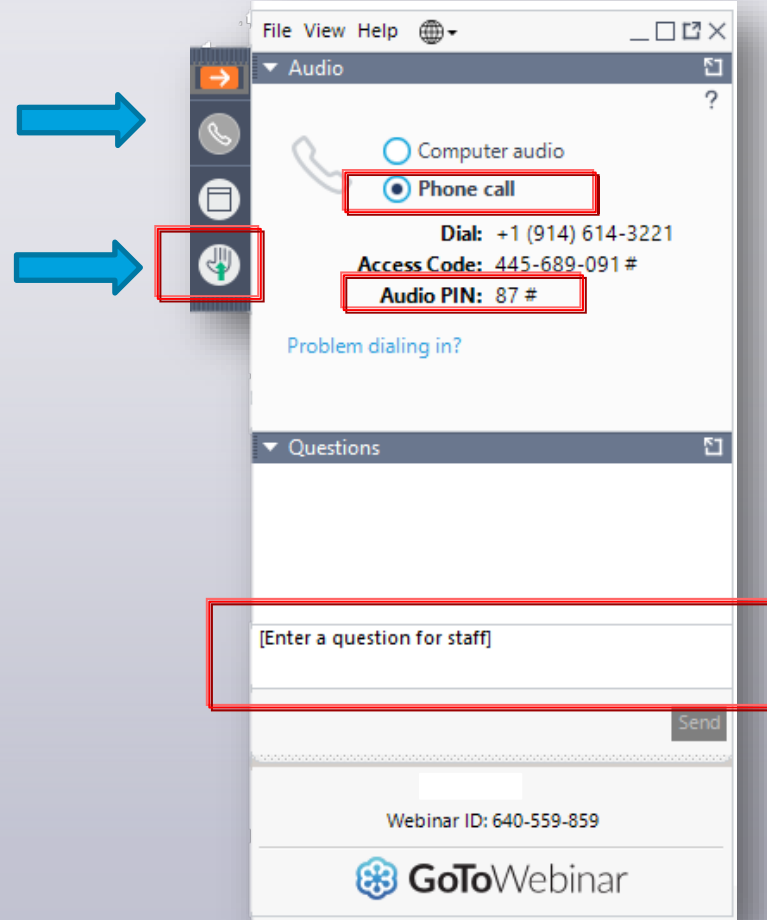 File View Help
Audio
?
Computer audio
Phone call
Dial: +1 (914) 614-3221
Access Code: 445-689-091 #
Audio PIN: 87 #
Problem dialing in?
Questions
[Enter a question for staff]
Send
Webinar ID: 640-559-859
GoToWebinar